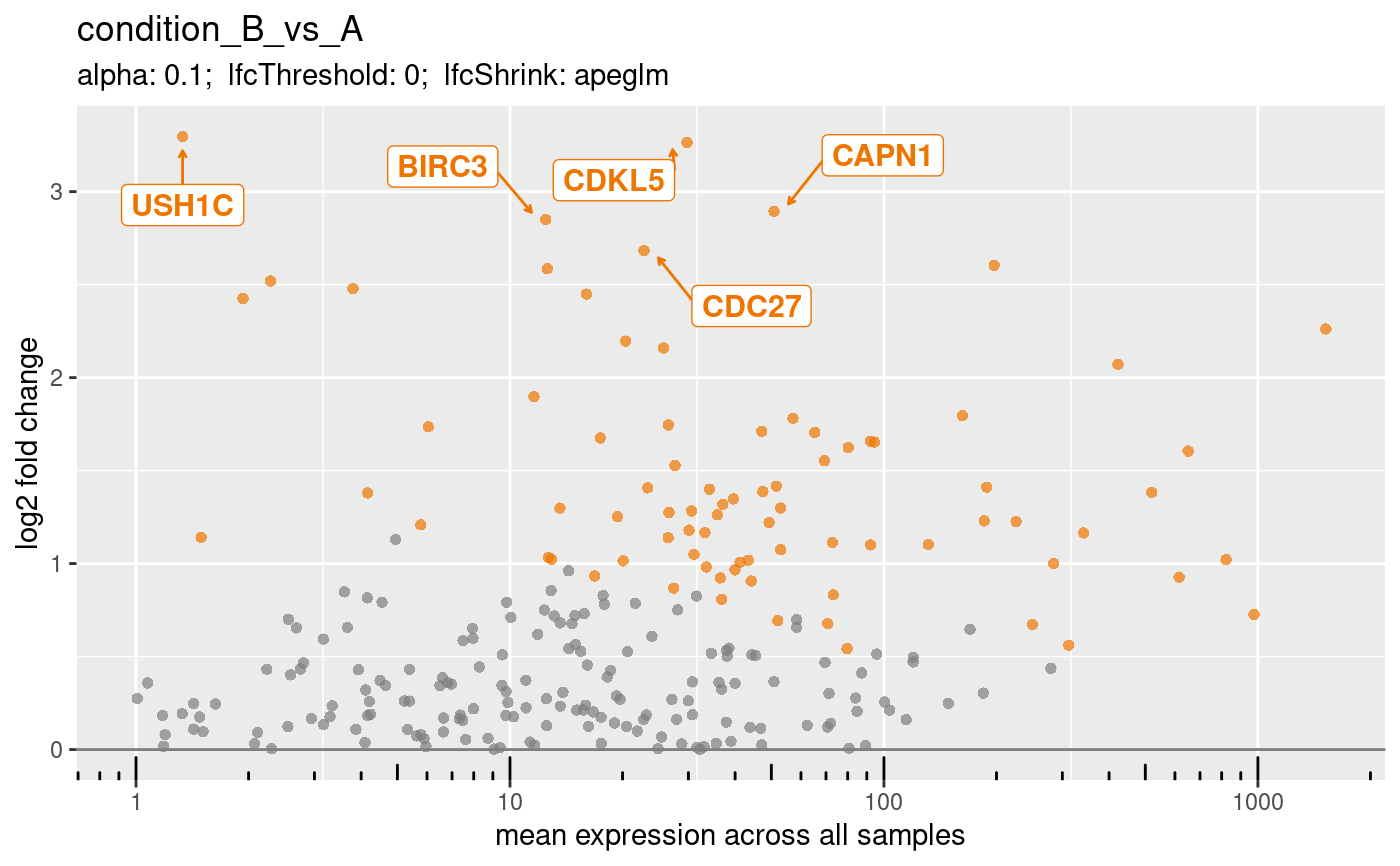 condition_B_vs_A
alpha: 0.1;  lfcThreshold: 0;  lfcShrink: apeglm
USH1C
BIRC3
CDKL5
CAPN1
CDC27
log2 fold change
3
2
1
0
1
10
100
1000
mean expression across all samples